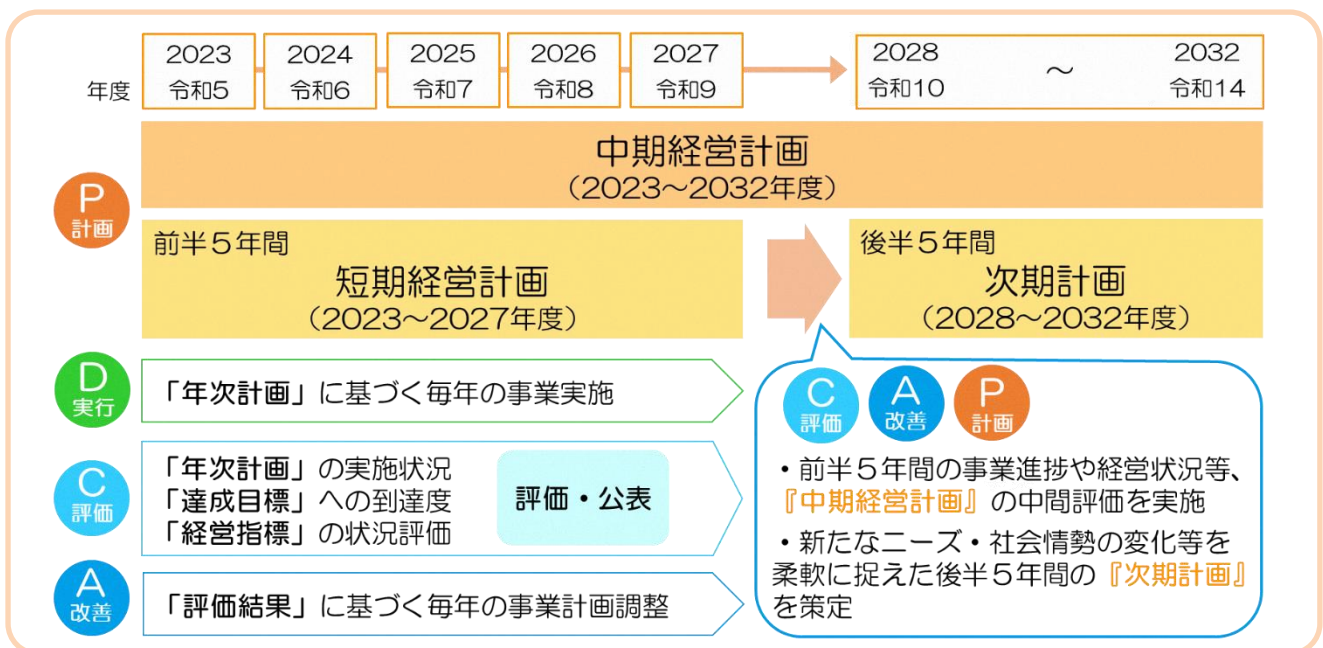 年度
2023
令和5
2024
令和6
2025
令和7
2026
令和8
2027
令和9
2028 ～ 2032
令和10 令和14
P
計画
中期経営計画
（2023～2032年度）
前半５年間
短期経営計画
（2023～2027年度）
後半５年間
次期計画
（2028～2032年度）
D
実行
「年次計画」に基づく毎年の事業実施
C
評価
「年次計画」の実施状況
「達成目標」への到達度
「経営指標」の状況評価
評価・公表
A
改善
「評価結果」に基づく毎年の事業計画調整
C
評価
A
改善
P
計画
・前半５年間の事業進捗や経営状況等、
『中期経営計画』の中間評価を実施
・新たなニーズ・社会情勢の変化等を
柔軟に捉えた後半５年間の『次期計画』
を策定